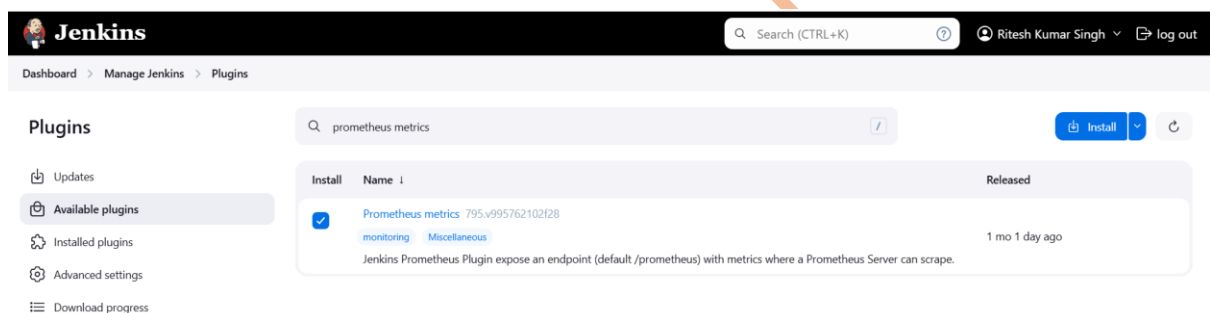 Jenkins
Search (CTRL+K)
?
Ritesh Kumar Singh
log out
Dashboard > Manage Jenkins > Plugins
Plugins
prometheus metrics
/
Install
Updates
Available plugins
Installed plugins
Advanced settings
Download progress
Install Name ↓ Released
Prometheus metrics 795.v995762102f28
monitoring Miscellaneous
1 mo 1 day ago
Jenkins Prometheus Plugin expose an endpoint (default /prometheus) with metrics where a Prometheus Server can scrape.